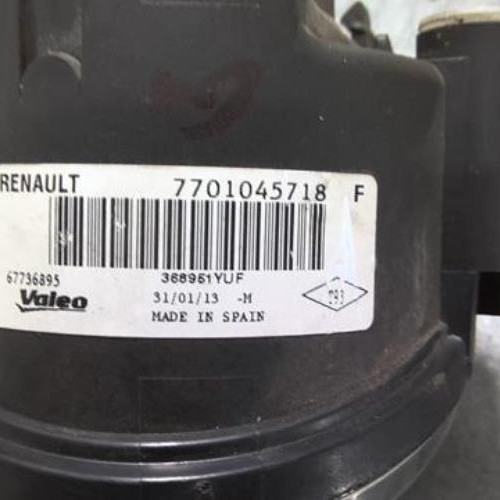 RENAULT 7701045718 F
67736895 368951YUF
Valeo 31/01/13 -M
MADE IN SPAIN